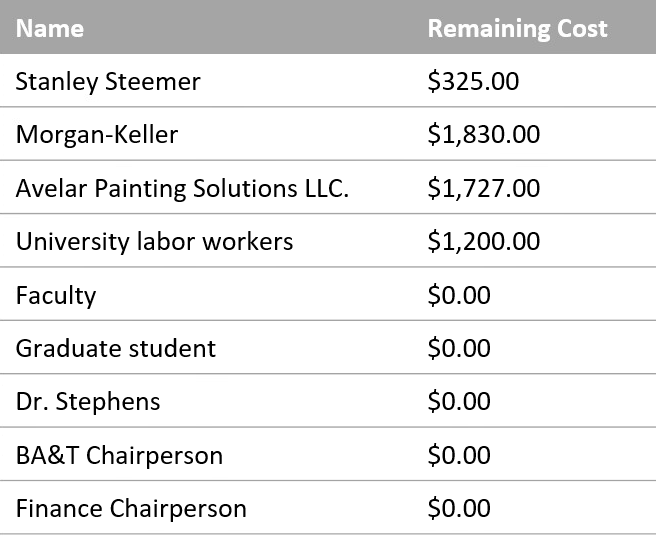 Name Remaining Cost
Stanley Steemer $325.00
Morgan-Keller $1,830.00
Avelar Painting Solutions LLC. $1,727.00
University labor workers $1,200.00
Faculty $0.00
Graduate student $0.00
Dr. Stephens $0.00
BA&T Chairperson $0.00
Finance Chairperson $0.00